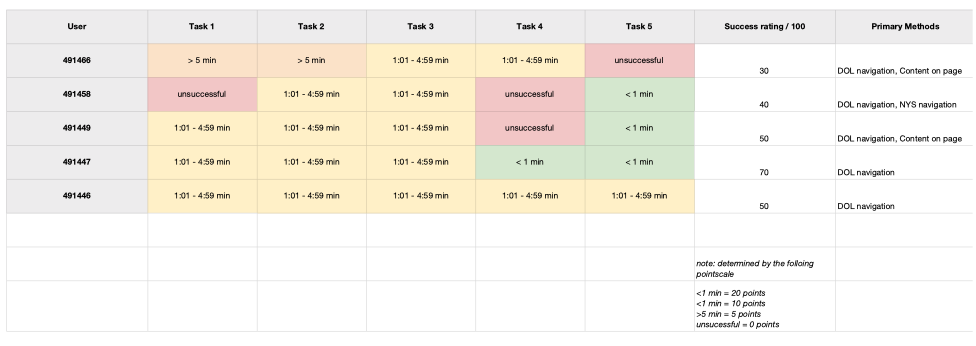 User Task 1 Task 2 Task 3 Task 4 Task 5 Success rating / 100 Primary Methods
491466 > 5 min > 5 min 1:01 - 4:59 min 1:01 - 4:59 min unsuccessful 30 DOL navigation, Content on page
491458 unsuccessful 1:01 - 4:59 min 1:01 - 4:59 min unsuccessful < 1 min 40 DOL navigation, NYS navigation
491449 1:01 - 4:59 min 1:01 - 4:59 min 1:01 - 4:59 min unsuccessful < 1 min 50 DOL navigation, Content on page
491447 1:01 - 4:59 min 1:01 - 4:59 min 1:01 - 4:59 min < 1 min < 1 min 70 DOL navigation
491446 1:01 - 4:59 min 1:01 - 4:59 min 1:01 - 4:59 min 1:01 - 4:59 min 1:01 - 4:59 min 50 DOL navigation
note: determined by the folloing
pointscale
<1 min = 20 points
<1 min = 10 points
>5 min = 5 points
unsucessful = 0 points